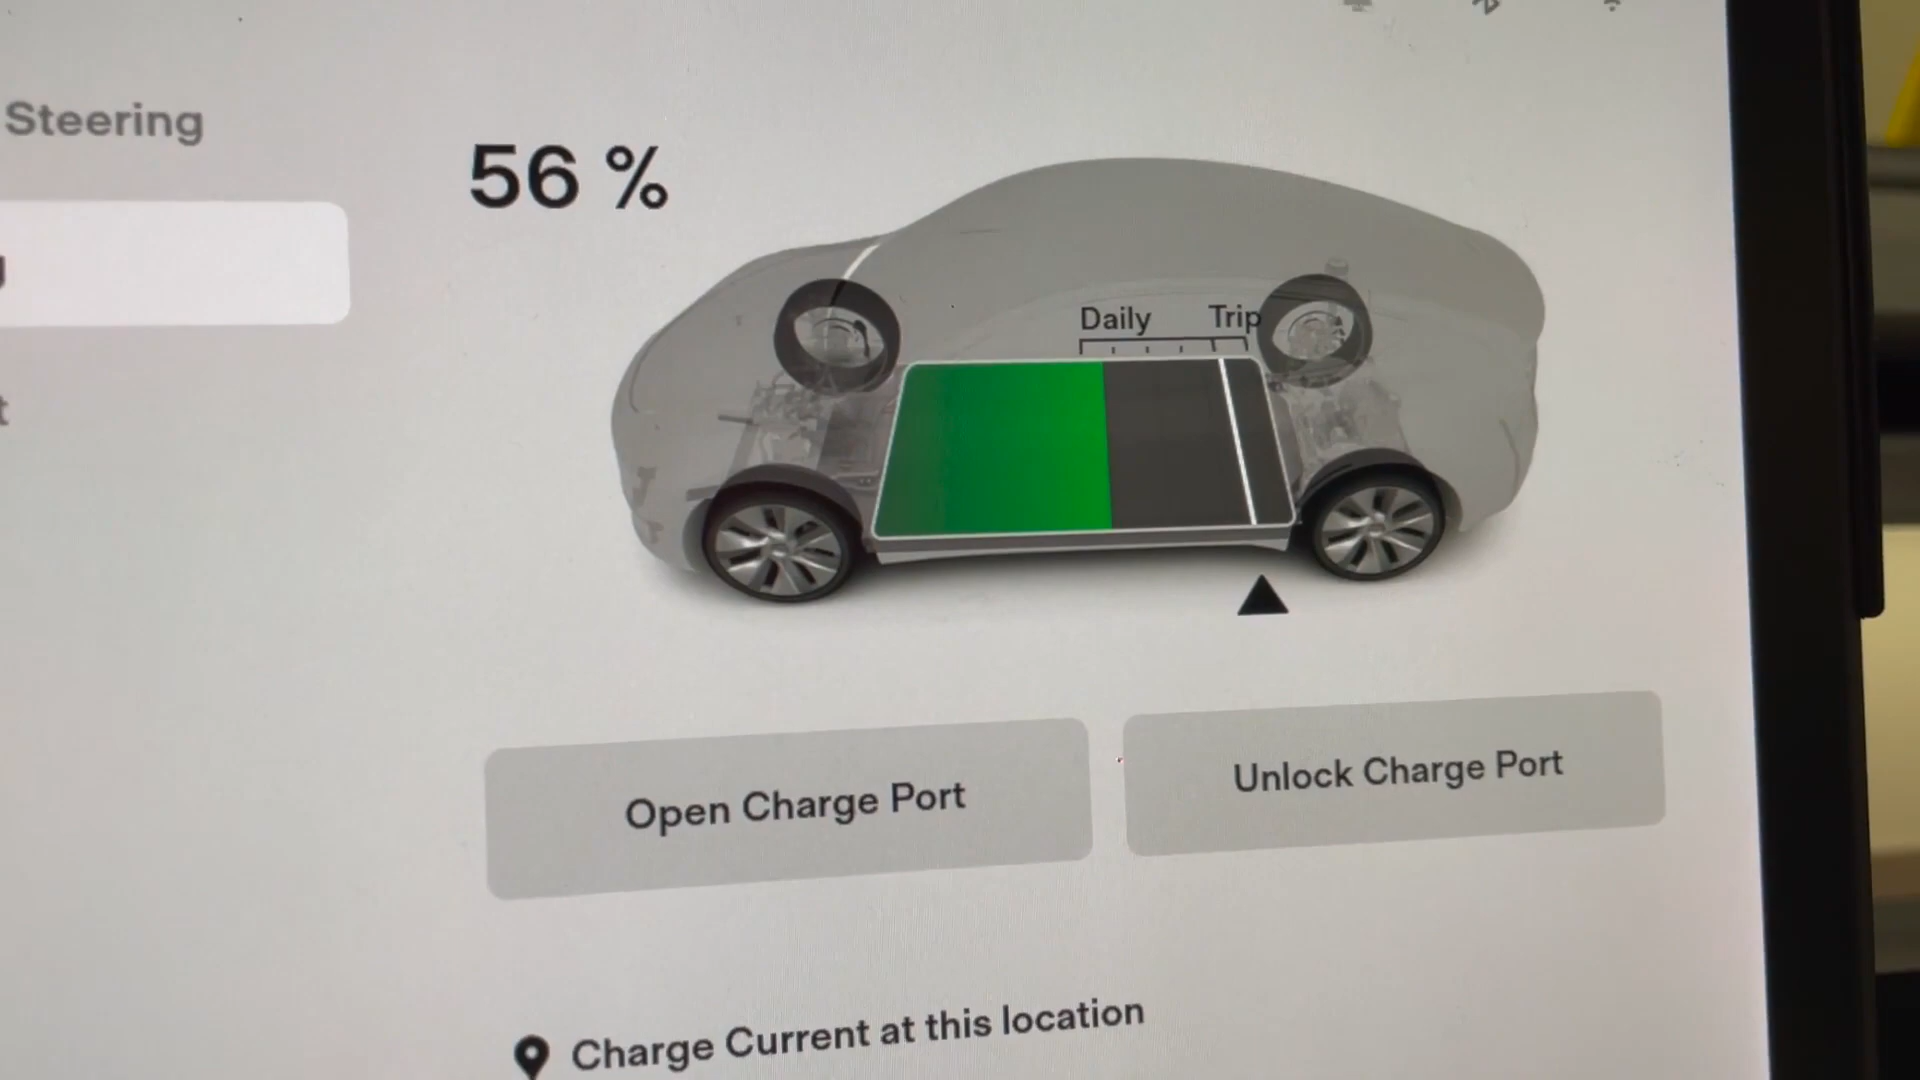 Steering
56 %
Daily Trip
Open Charge Port
Unlock Charge Port
Charge Current at this location